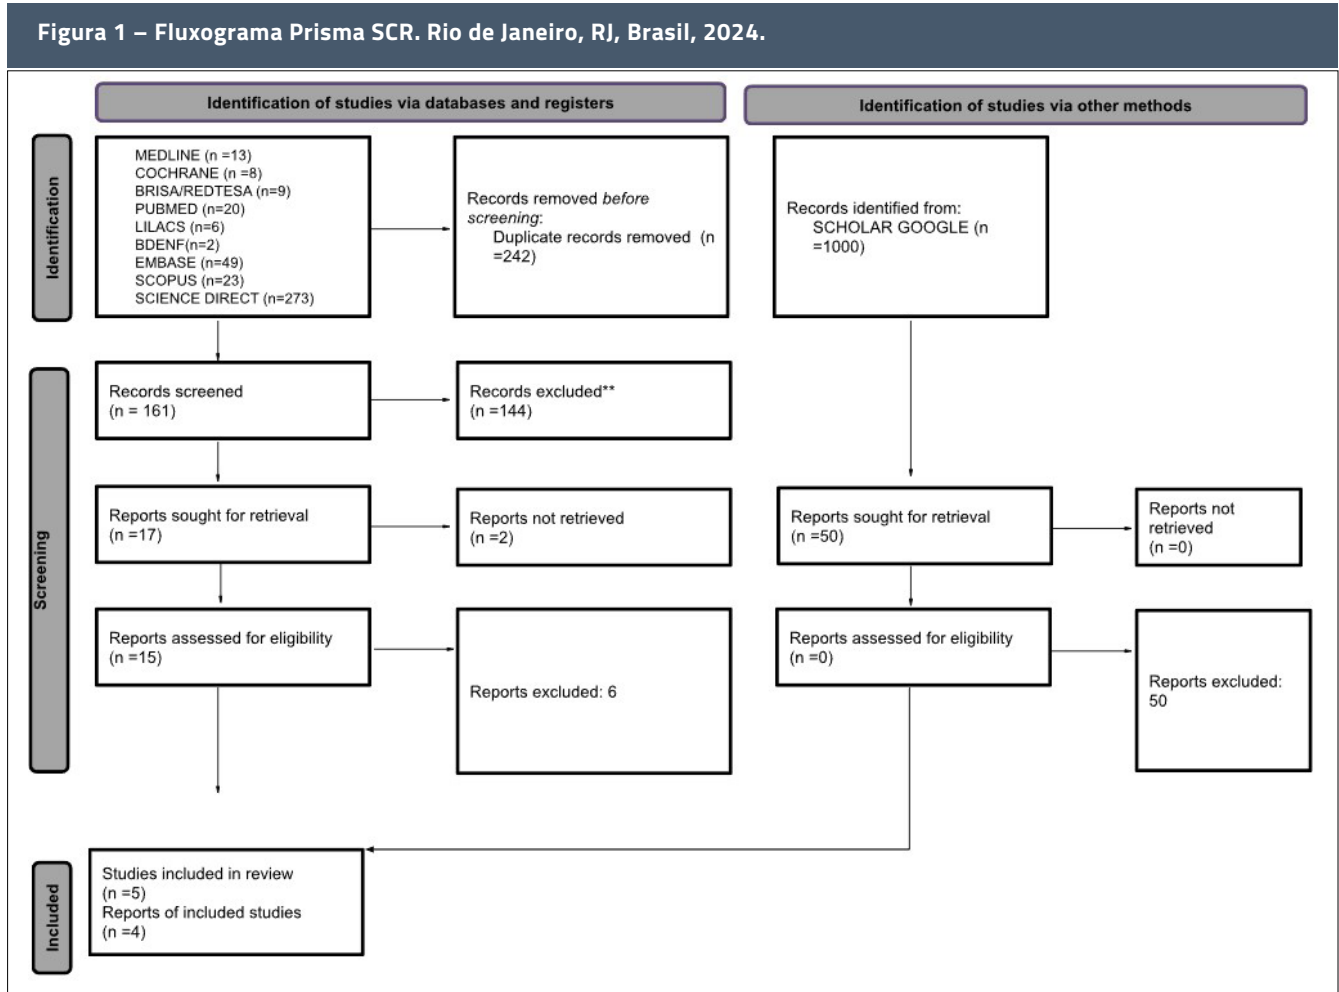 Figura 1 – Fluxograma Prisma SCR. Rio de Janeiro, RJ, Brasil, 2024.
Identification of studies via databases and registers
Identification of studies via other methods
Identification
MEDLINE (n =13)
COCHRANE (n =8)
BRISA/REDTESA (n=9)
PUBMED (n=20)
LILACS (n=6)
BDENF(n=2)
EMBASE (n=49)
SCOPUS (n=23)
SCIENCE DIRECT (n=273)
Records removed before
screening:
Duplicate records removed (n
=242)
Records identified from:
SCHOLAR GOOGLE (n
=1000)
Screening
Records screened
(n = 161)
Records excluded**
(n =144)
Reports sought for retrieval
(n =17)
Reports not retrieved
(n =2)
Reports sought for retrieval
(n =50)
Reports not
retrieved
(n =0)
Reports assessed for eligibility
(n =15)
Reports excluded: 6
Reports assessed for eligibility
(n =0)
Reports excluded:
50
Included
Studies included in review
(n =5)
Reports of included studies
(n =4)